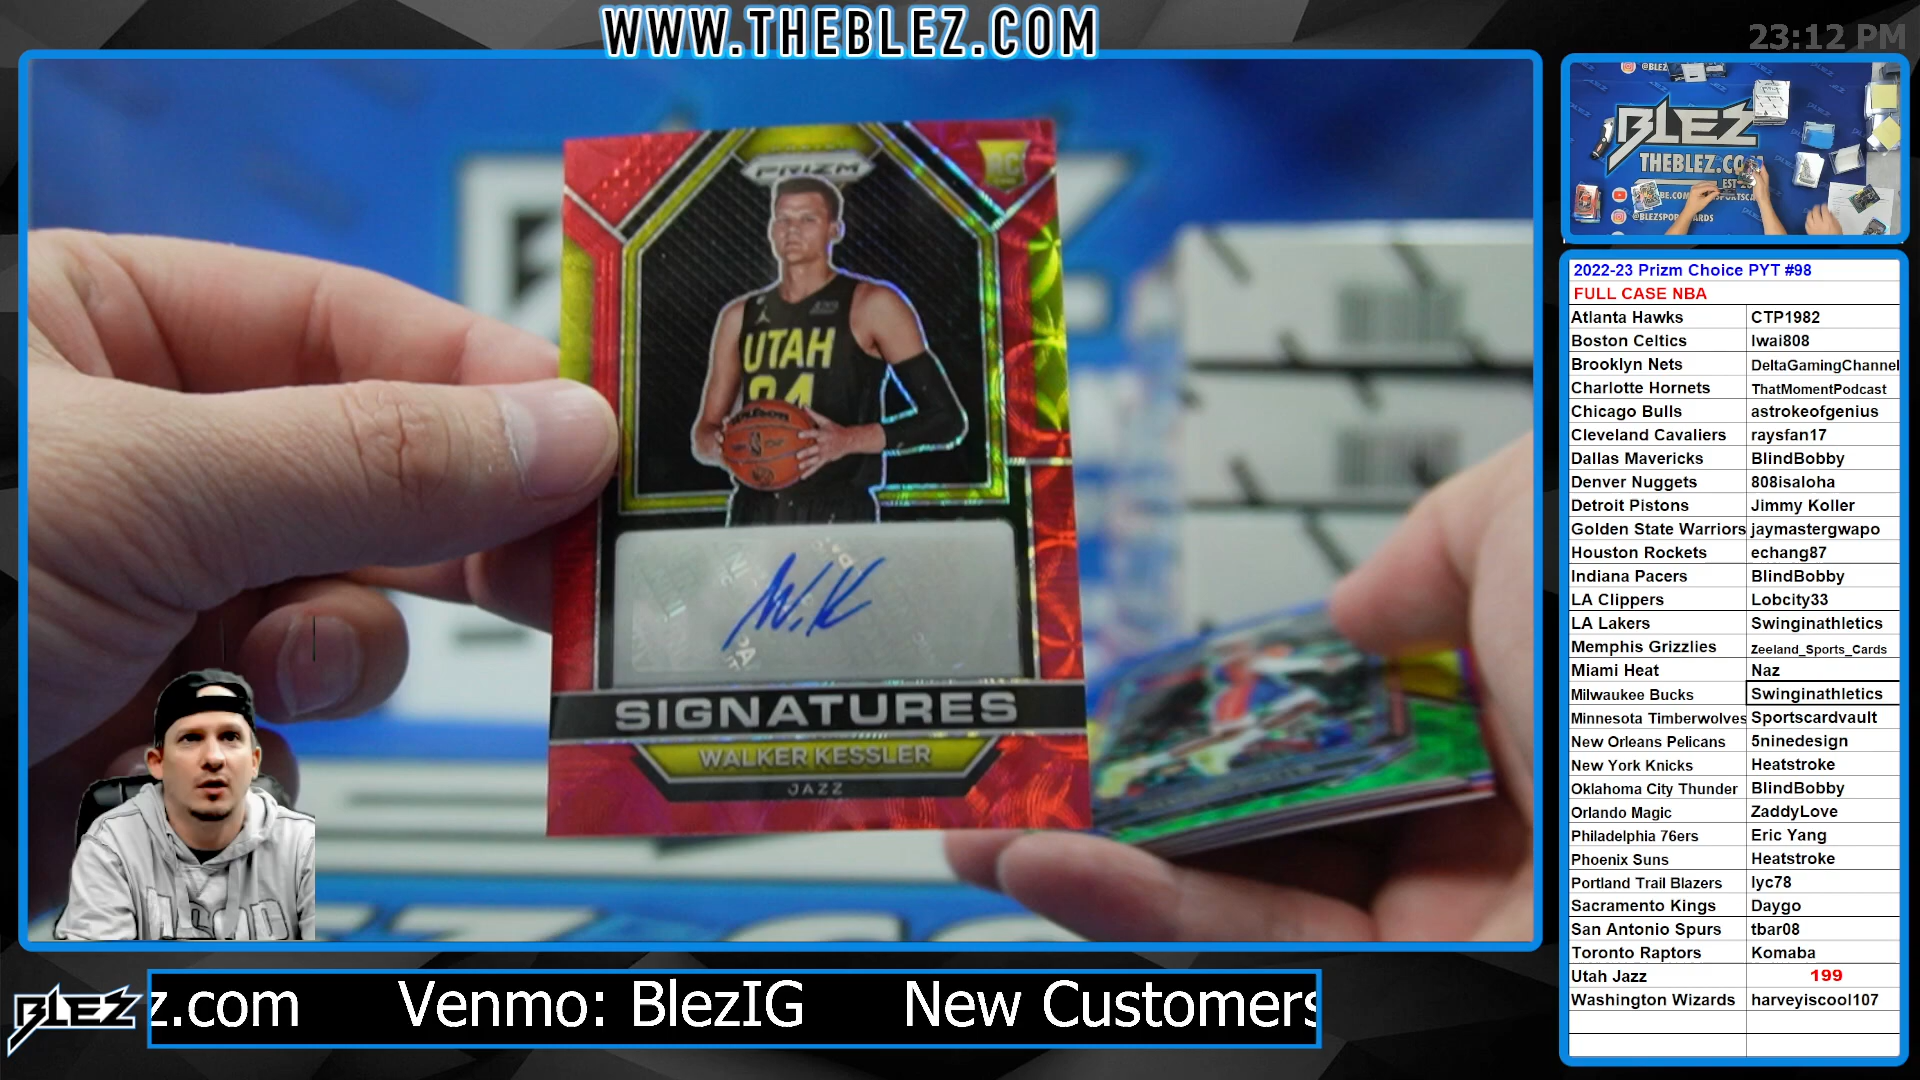 WWW.THEBLEZ.COM
23:12 PM
PRIZM
RC
UTAH
24
W.K
SIGNATURES
WALKER KESSLER
JAZZ
BLEZ
THEBLEZ.COM
@BLEZSPORTSCARDS
2022-23 Prizm Choice PYT #98
FULL CASE NBA
Atlanta Hawks CTP1982
Boston Celtics Iwai808
Brooklyn Nets DeltaGamingChannel
Charlotte Hornets ThatMomentPodcast
Chicago Bulls astrokeofgenius
Cleveland Cavaliers raysfan17
Dallas Mavericks BlindBobby
Denver Nuggets 808isaloha
Detroit Pistons Jimmy Koller
Golden State Warriors jaymastergwapo
Houston Rockets echang87
Indiana Pacers BlindBobby
LA Clippers Lobcity33
LA Lakers Swinginathletics
Memphis Grizzlies Zeeland_Sports_Cards
Miami Heat Naz
Milwaukee Bucks Swinginathletics
Minnesota Timberwolves Sportscardvault
New Orleans Pelicans 5ninedesign
New York Knicks Heatstroke
Oklahoma City Thunder BlindBobby
Orlando Magic ZaddyLove
Philadelphia 76ers Eric Yang
Phoenix Suns Heatstroke
Portland Trail Blazers lyc78
Sacramento Kings Daygo
San Antonio Spurs tbar08
Toronto Raptors Komaba
Utah Jazz 199
Washington Wizards harveyiscool107
BLEZ
z.com Venmo: BlezIG New Customers